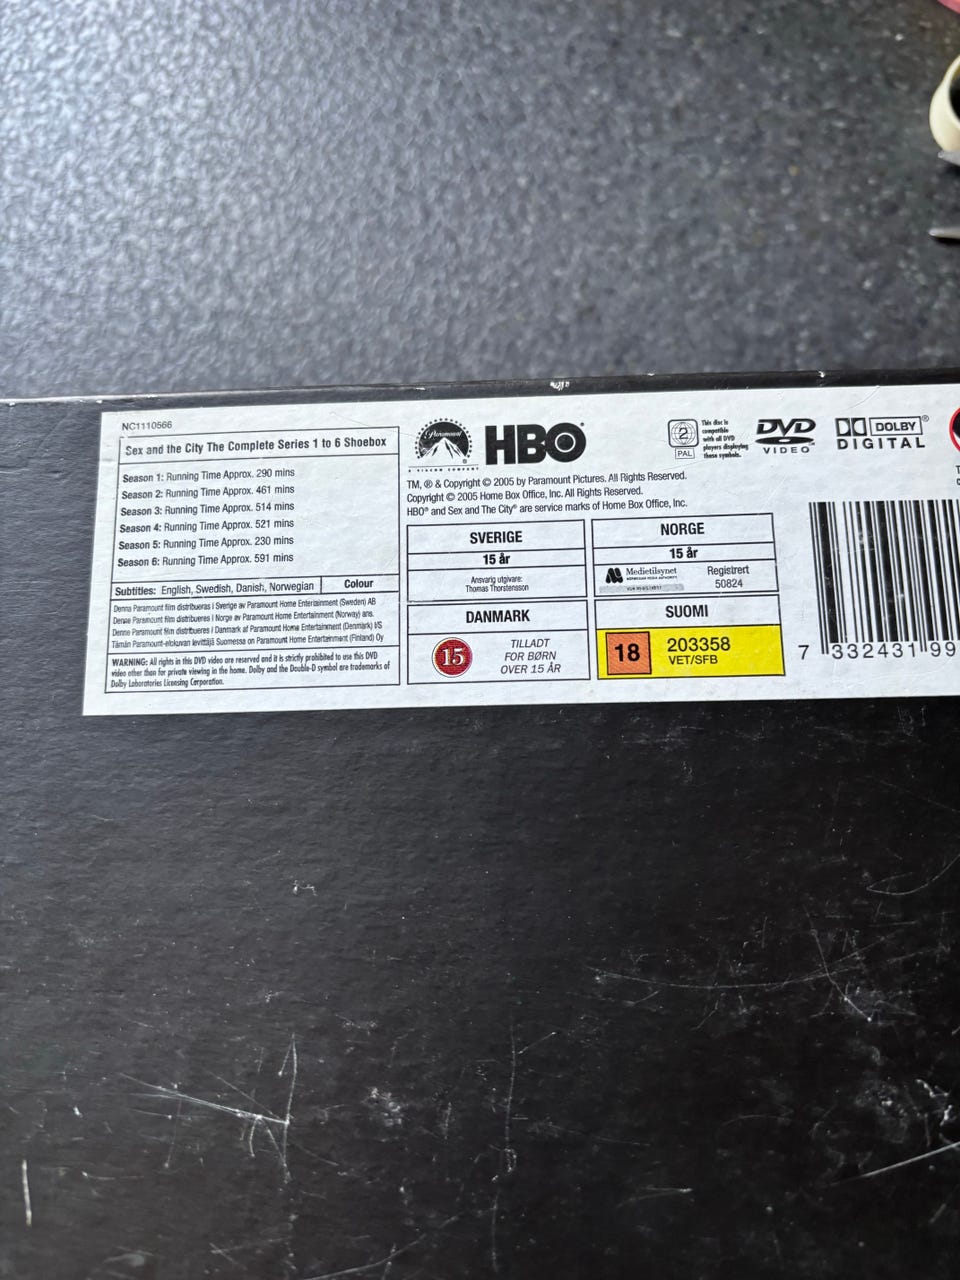 NC1110566
Sex and the City The Complete Series 1 to 6 Shoebox
Season 1: Running Time Approx. 290 mins
Season 2: Running Time Approx. 461 mins
Season 3: Running Time Approx. 514 mins
Season 4: Running Time Approx. 521 mins
Season 5: Running Time Approx. 230 mins
Season 6: Running Time Approx. 591 mins
Subtitles: English, Swedish, Danish, Norwegian
Colour
Denna Paramount film distribueras i Sverige av Paramount Home Entertainment (Sweden) AB
Denne Paramount film distribueres i Norge av Paramount Home Entertainment (Norway) ans.
Denne Paramount film distribueres i Danmark af Paramount Home Entertainment (Denmark) I/S
Tämän Paramount-elokuvan levittäjä Suomessa on Paramount Home Entertainment (Finland) Oy
WARNING: All rights in this DVD video are reserved and it is strictly prohibited to use this DVD
video other than for private viewing in the home. Dolby and the Double-D symbol are trademarks of
Dolby Laboratories Licensing Corporation.
Paramount
A VIACOM COMPANY
HBO®
2
PAL
This disc is
compatible
with all DVD
players displaying
these symbols.
DVD
VIDEO
DOLBY®
DIGITAL
TM, ® & Copyright © 2005 by Paramount Pictures. All Rights Reserved.
Copyright © 2005 Home Box Office, Inc. All Rights Reserved.
HBO® and Sex and The City® are service marks of Home Box Office, Inc.
SVERIGE
15 år
Ansvarig utgivare:
Thomas Thorstensson
NORGE
15 år
Medietilsynet
NORWEGIAN MEDIA AUTHORITY
Registrert
50824
DANMARK
15
TILLADT
FOR BØRN
OVER 15 ÅR
SUOMI
18
203358
VET/SFB
7 332431 99